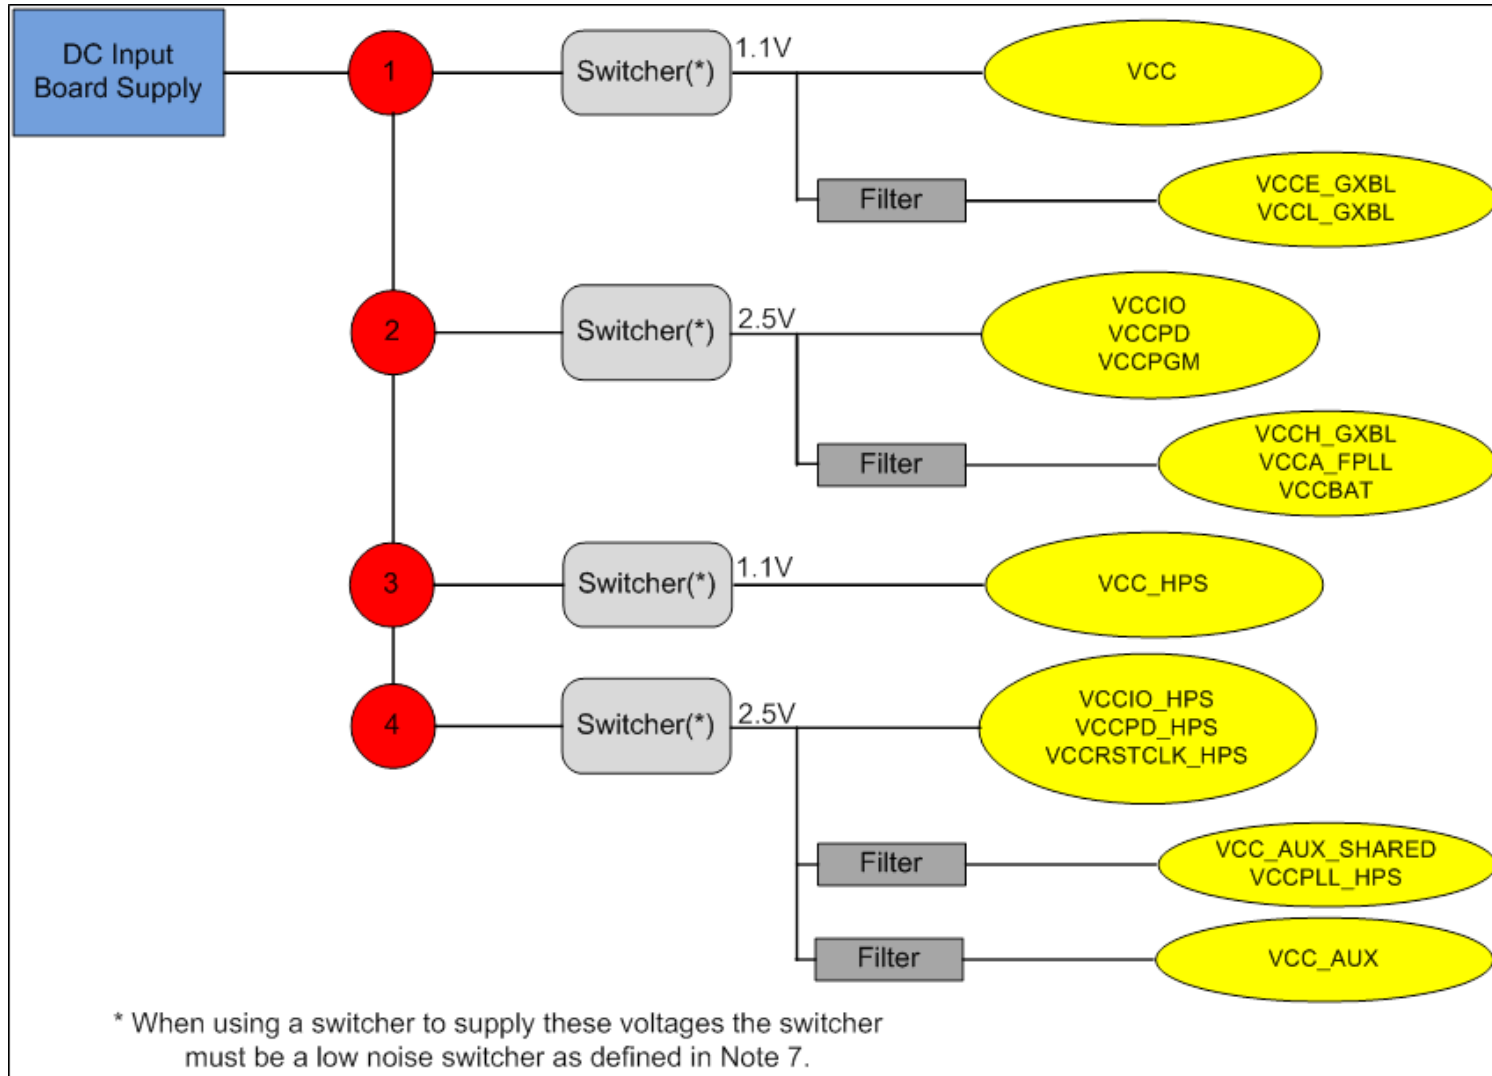 DC Input
Board Supply
1
Switcher(*)
1.1V
VCC
Filter
VCCE_GXBL
VCCL_GXBL
2
Switcher(*)
2.5V
VCCIO
VCCPD
VCCPGM
Filter
VCCH_GXBL
VCCA_FPLL
VCCBAT
3
Switcher(*)
1.1V
VCC_HPS
4
Switcher(*)
2.5V
VCCIO_HPS
VCCPD_HPS
VCCRSTCLK_HPS
Filter
VCC_AUX_SHARED
VCCPLL_HPS
Filter
VCC_AUX
* When using a switcher to supply these voltages the switcher
must be a low noise switcher as defined in Note 7.